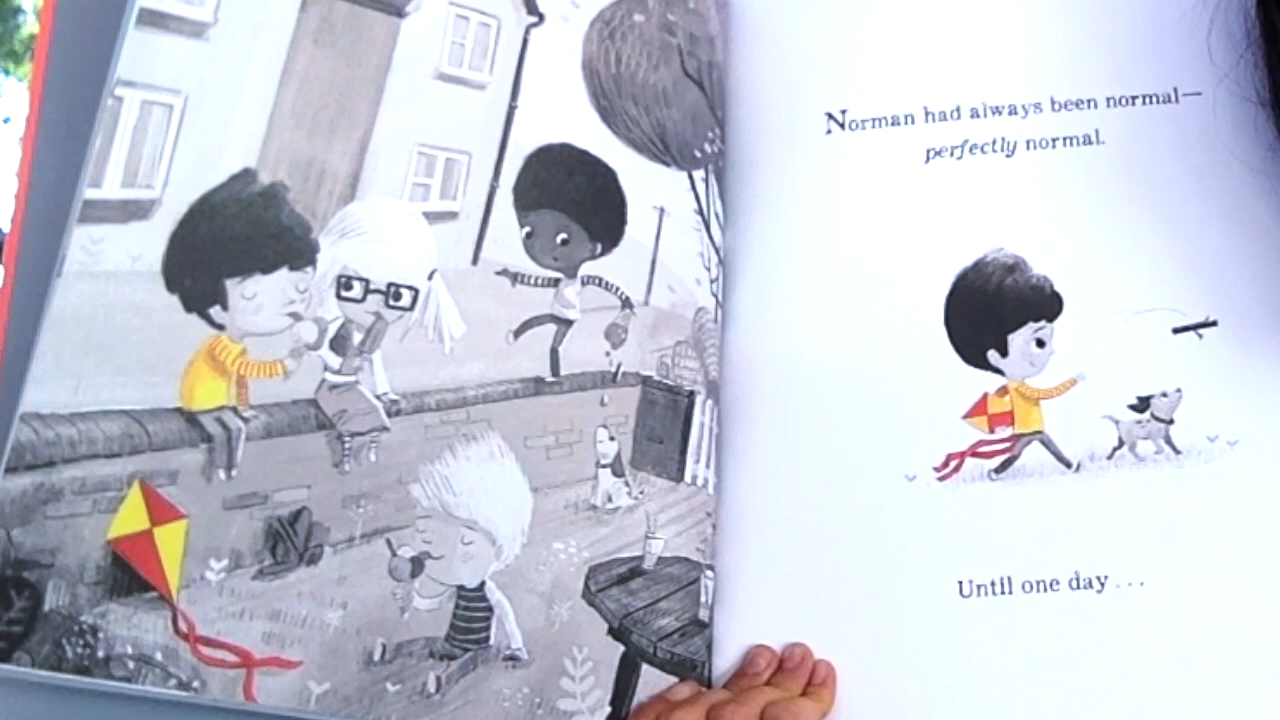 Norman had always been normal—
perfectly normal.
Until one day . . .